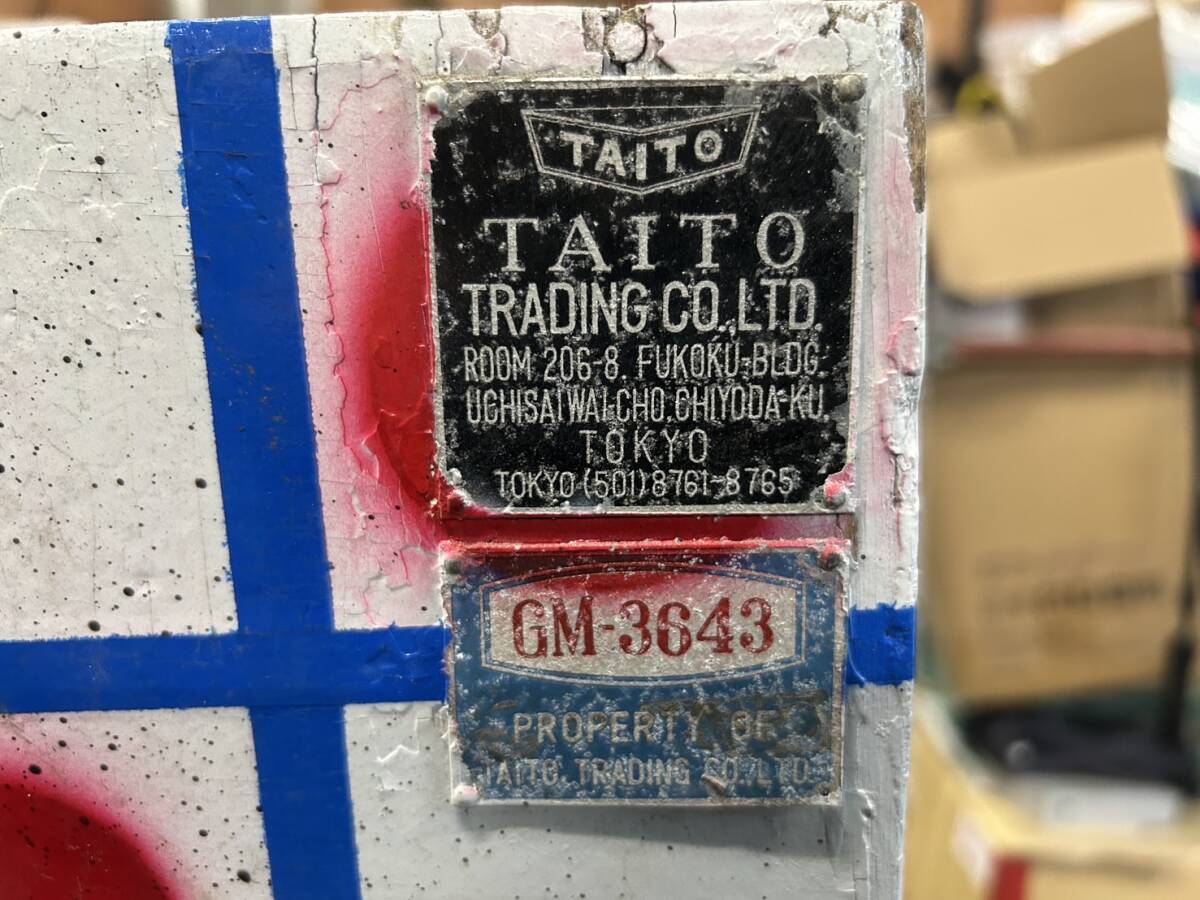 "TAITO"
TAITO
TRADING CO.,LTD.
ROOM 206-8. FUKOKU-BLDG.
UCHISAIWAI-CHO, CHIYODA-KU,
TOKYO
TOKYO (501) 8761-8765
GM-3643
PROPERTY OF
TAITO TRADING CO., LTD.